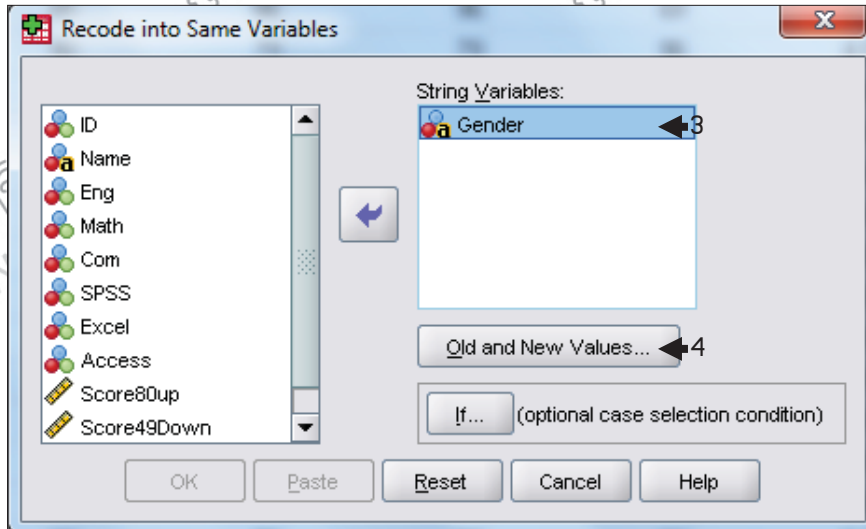 Recode into Same Variables
String Variables:
ID
Name
Eng
Math
Com
SPSS
Excel
Access
Score80up
Score49Down
a Gender
3
Old and New Values...
4
If... (optional case selection condition)
OK Paste Reset Cancel Help